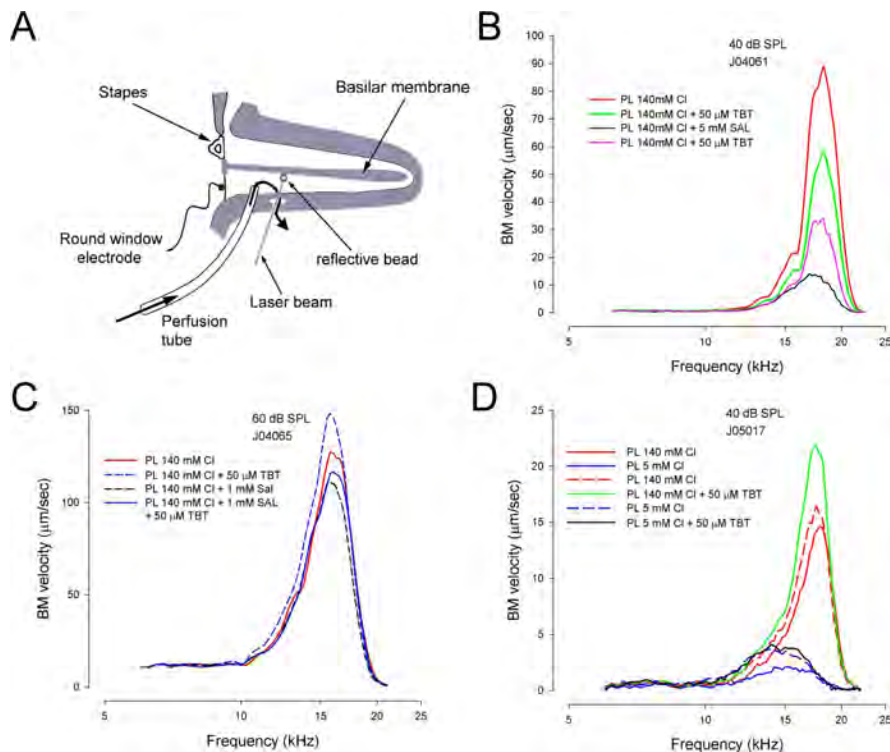 A
Stapes
Basilar membrane
Round window
electrode
reflective bead
Laser beam
Perfusion
tube
B
40 dB SPL
J04061
PL 140mM Cl
PL 140mM Cl + 50 μM TBT
PL 140mM Cl + 5 mM SAL
PL 140mM Cl + 50 μM TBT
BM velocity (μm/sec)
100
90
80
70
60
50
40
30
20
10
0
5
10
15
20
25
Frequency (kHz)
C
60 dB SPL
J04065
PL 140 mM Cl
PL 140 mM Cl + 50 μM TBT
PL 140 mM Cl + 1 mM Sal
PL 140 mM Cl + 1 mM SAL
+ 50 μM TBT
BM velocity (μm/sec)
150
100
50
0
5
10
15
20
25
Frequency (kHz)
D
40 dB SPL
J05017
PL 140 mM Cl
PL 5 mM Cl
PL 140 mM Cl
PL 140 mM Cl + 50 μM TBT
PL 5 mM Cl
PL 5 mM Cl + 50 μM TBT
BM velocity (μm/sec)
25
20
15
10
5
0
5
10
15
20
25
Frequency (kHz)